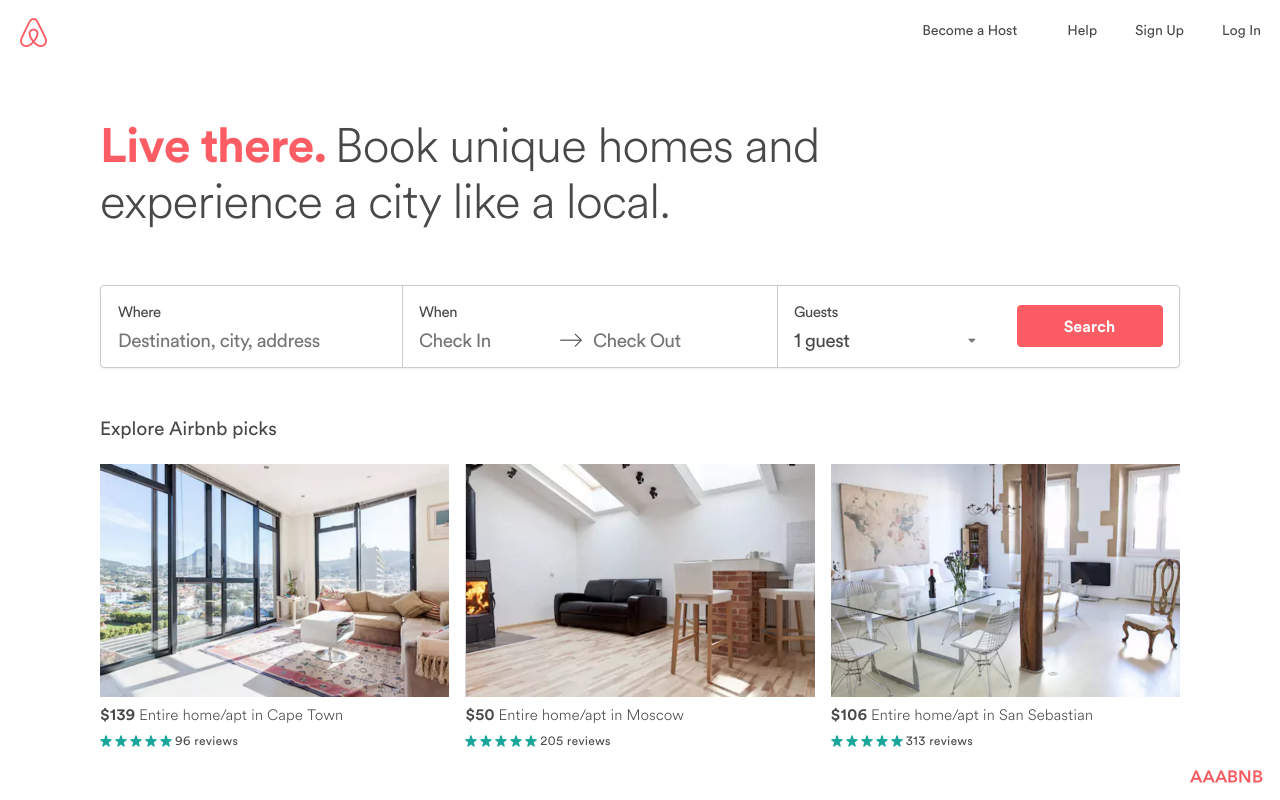 Become a Host Help Sign Up Log In
Live there. Book unique homes and
experience a city like a local.
Where When Guests
Destination, city, address Check In Check Out 1 guest Search
Explore Airbnb picks
$139 Entire home/apt in Cape Town
96 reviews
$50 Entire home/apt in Moscow
205 reviews
$106 Entire home/apt in San Sebastian
313 reviews
AAABNB